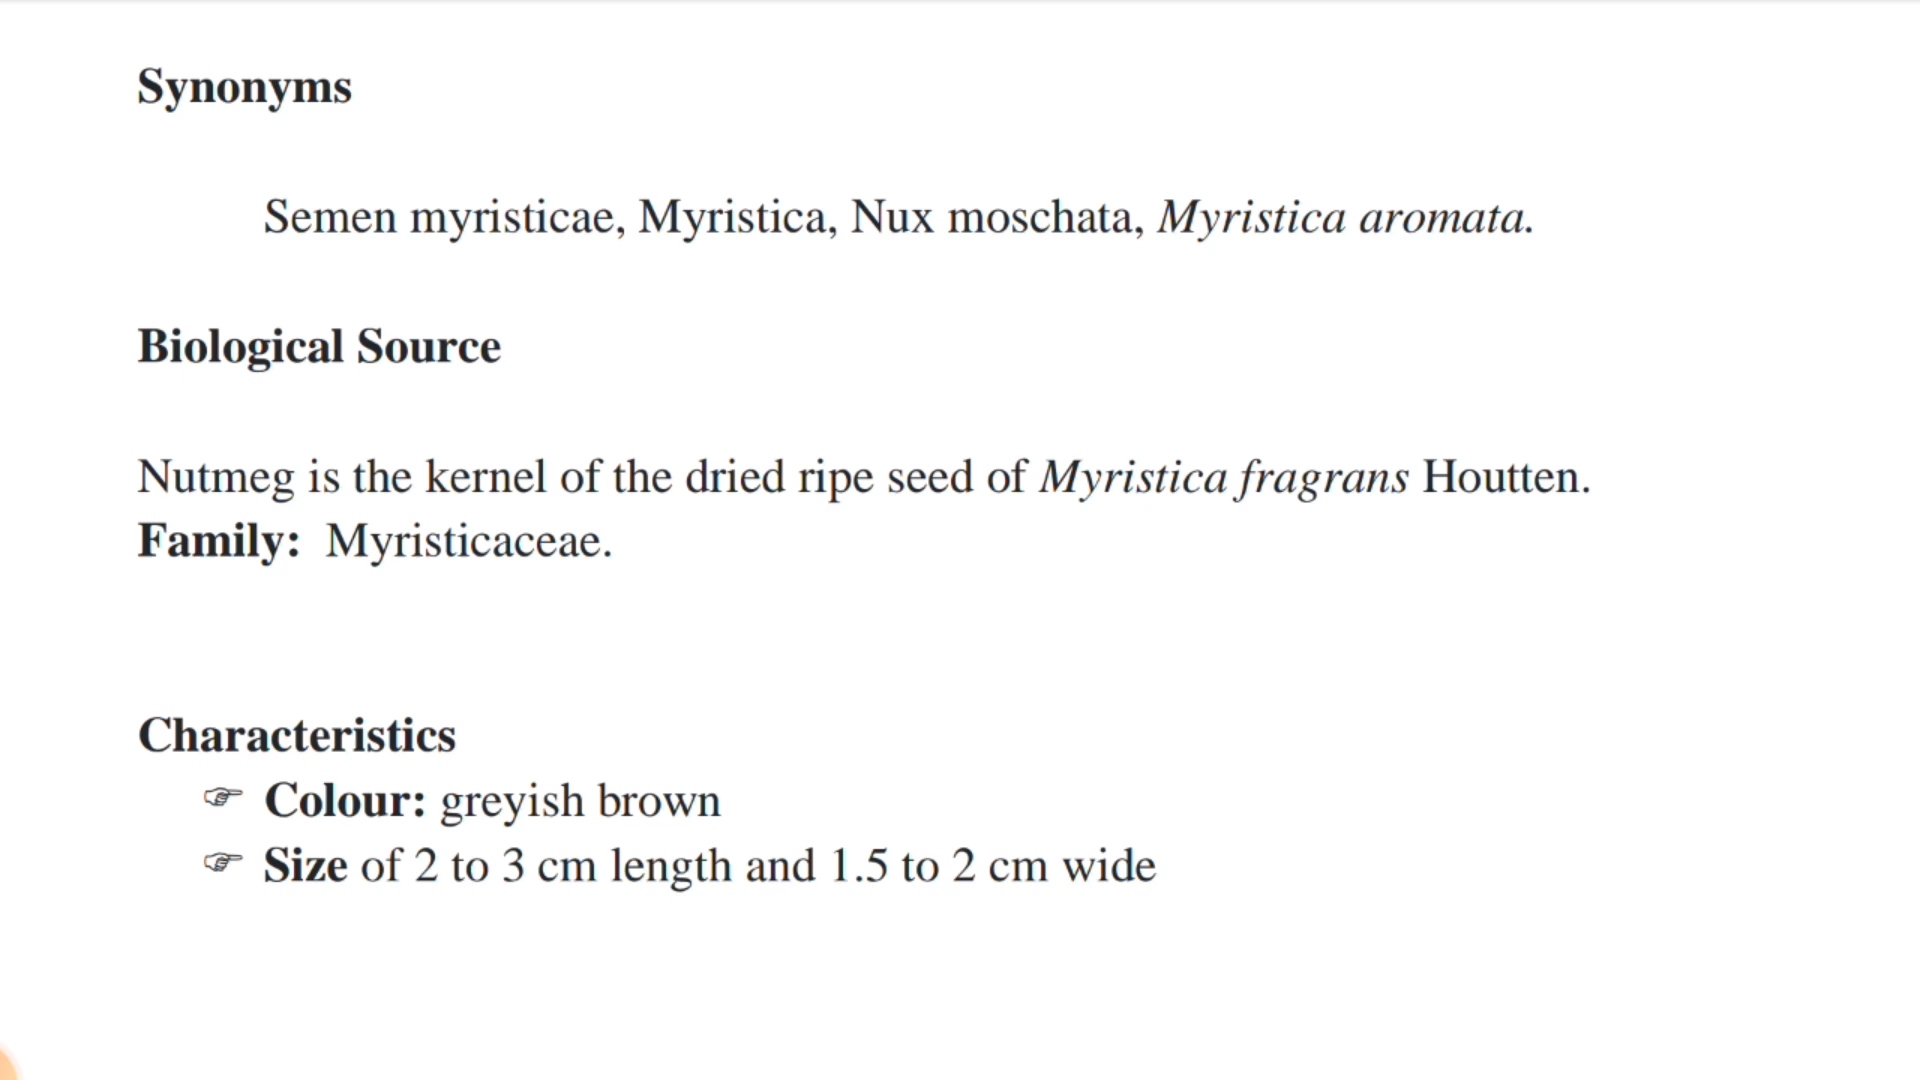 Synonyms
Semen myristicae, Myristica, Nux moschata, Myristica aromata.
Biological Source
Nutmeg is the kernel of the dried ripe seed of Myristica fragrans Houtten.
Family: Myristicaceae.
Characteristics
☞ Colour: greyish brown
☞ Size of 2 to 3 cm length and 1.5 to 2 cm wide